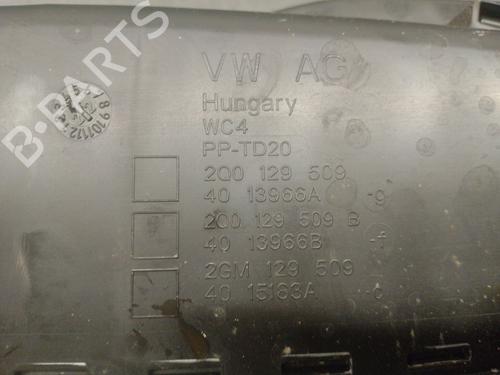 B-PARTS
VW AG
Hungary
WC4
PP-TD20
2Q0 129 509
40 13966A -g
2Q0 129 509 B
40 13966B -f
2GM 129 509
40 15183A -c